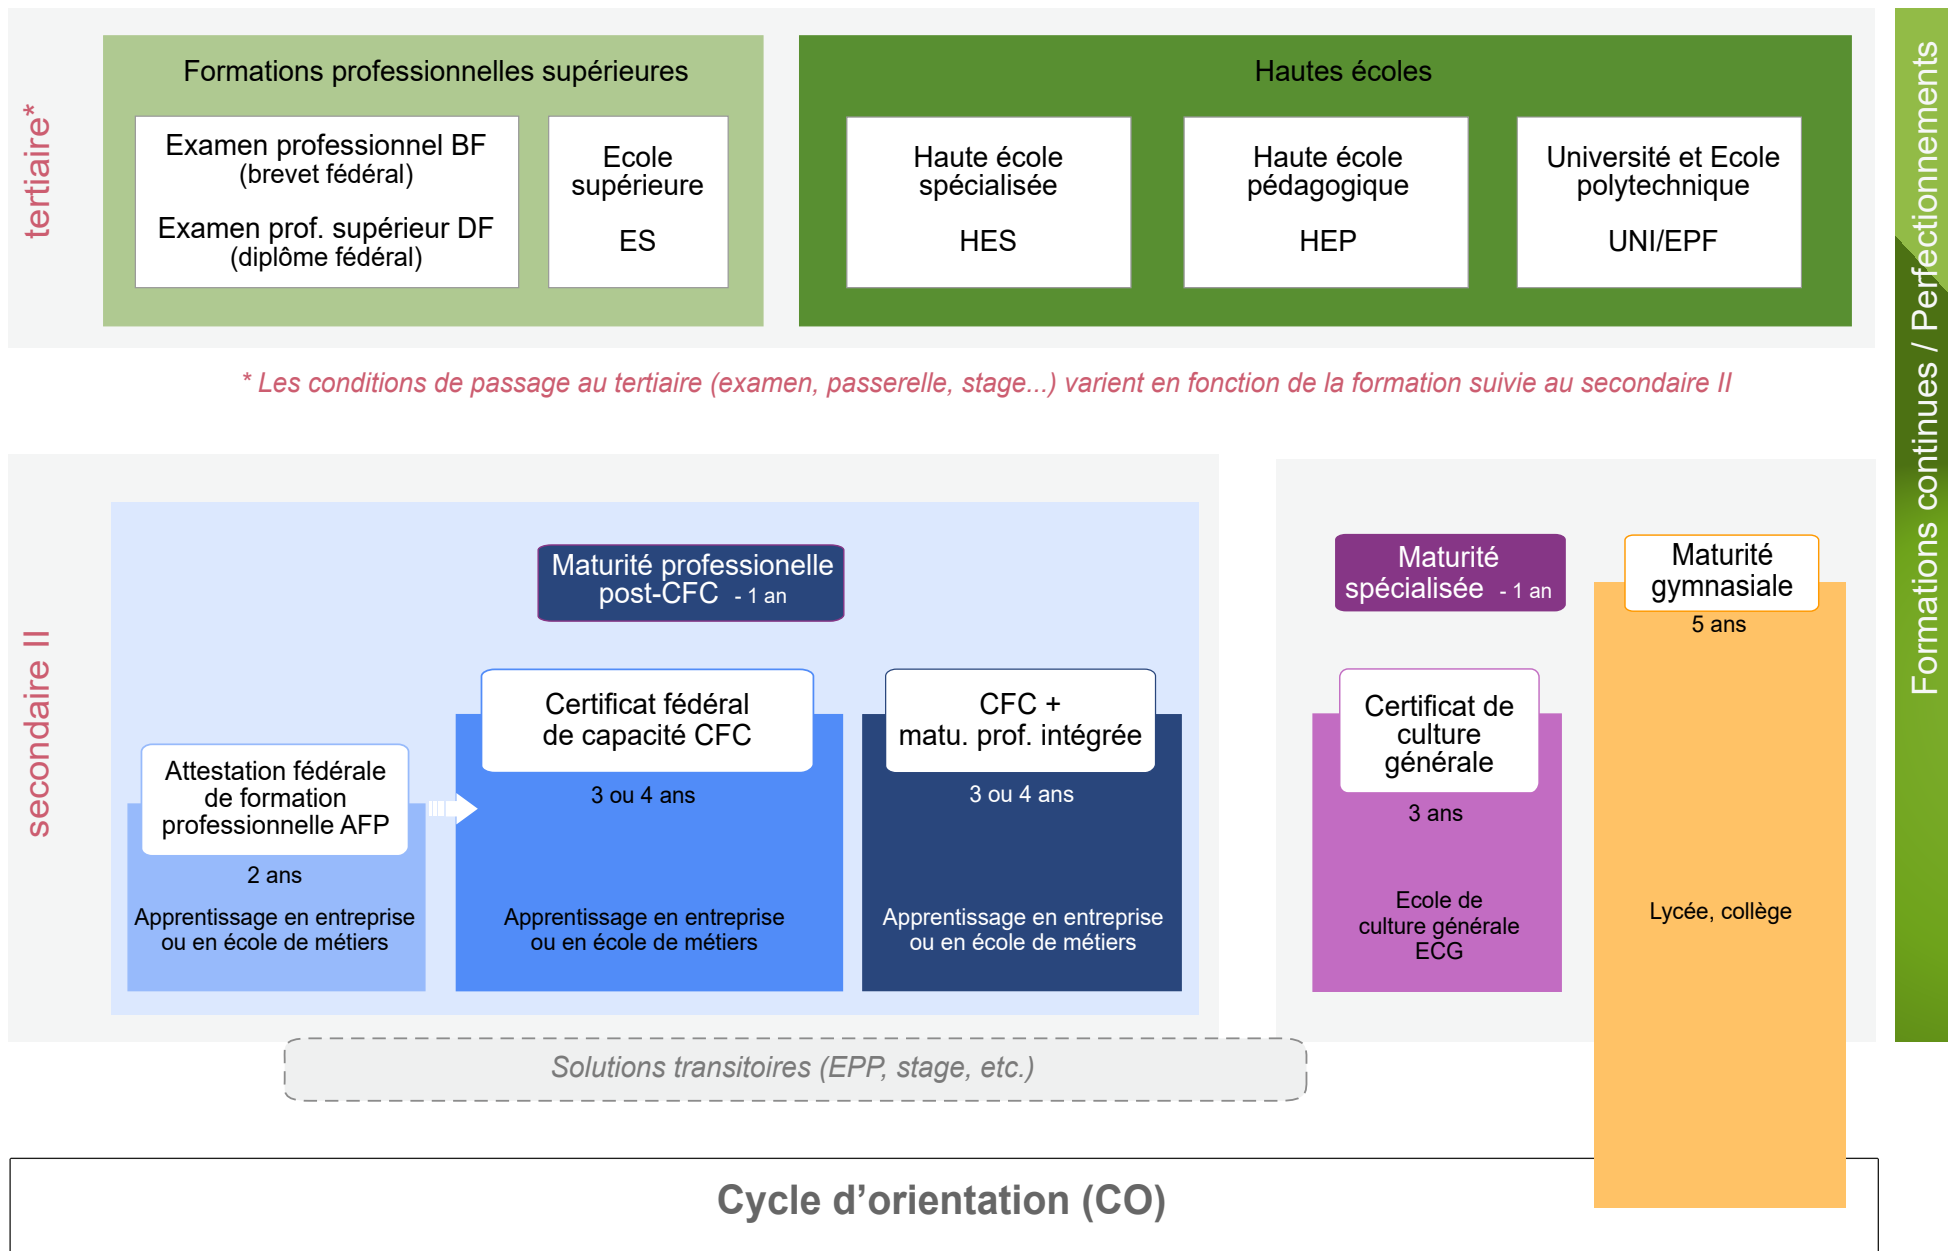 tertiaire*
Formations professionnelles supérieures
Examen professionnel BF
(brevet fédéral)
Examen prof. supérieur DF
(diplôme fédéral)
Ecole
supérieure
ES
Hautes écoles
Haute école
spécialisée
HES
Haute école
pédagogique
HEP
Université et Ecole
polytechnique
UNI/EPF
Formations continues / Perfectionnements
* Les conditions de passage au tertiaire (examen, passerelle, stage...) varient en fonction de la formation suivie au secondaire II
secondaire II
Maturité professionelle
post-CFC - 1 an
Attestation fédérale
de formation
professionnelle AFP
2 ans
Apprentissage en entreprise
ou en école de métiers
Certificat fédéral
de capacité CFC
3 ou 4 ans
Apprentissage en entreprise
ou en école de métiers
CFC +
matu. prof. intégrée
3 ou 4 ans
Apprentissage en entreprise
ou en école de métiers
Maturité
spécialisée - 1 an
Certificat de
culture
générale
3 ans
Ecole de
culture générale
ECG
Maturité
gymnasiale
5 ans
Lycée, collège
Solutions transitoires (EPP, stage, etc.)
Cycle d’orientation (CO)